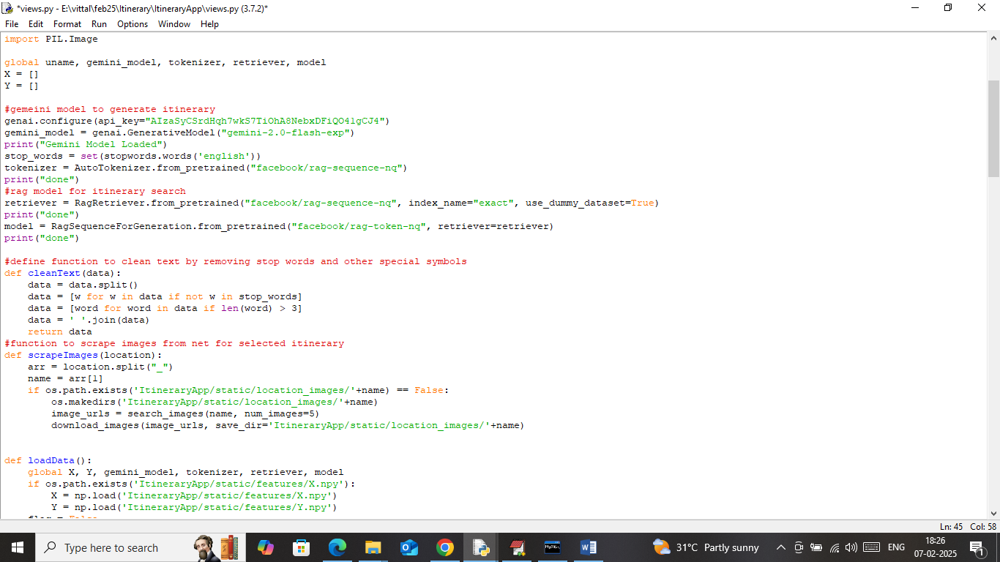 *views.py - E:\vittal\feb25\Itinerary\ItineraryApp\views.py (3.7.2)*
File Edit Format Run Options Window Help
import PIL.Image
global uname, gemini_model, tokenizer, retriever, model
X = []
Y = []
#gemeini model to generate itinerary
genai.configure(api_key="")
gemini_model = genai.GenerativeModel("gemini-2.0-flash-exp")
print("Gemini Model Loaded")
stop_words = set(stopwords.words('english'))
tokenizer = AutoTokenizer.from_pretrained("facebook/rag-sequence-nq")
print("done")
#rag model for itinerary search
retriever = RagRetriever.from_pretrained("facebook/rag-sequence-nq", index_name="exact", use_dummy_dataset=True)
print("done")
model = RagSequenceForGeneration.from_pretrained("facebook/rag-token-nq", retriever=retriever)
print("done")
#define function to clean text by removing stop words and other special symbols
def cleanText(data):
    data = data.split()
    data = [w for w in data if not w in stop_words]
    data = [word for word in data if len(word) > 3]
    data = ' '.join(data)
    return data
#function to scrape images from net for selected itinerary
def scrapeImages(location):
    arr = location.split("_")
    name = arr[1]
    if os.path.exists('ItineraryApp/static/location_images/'+name) == False:
        os.makedirs('ItineraryApp/static/location_images/'+name)
        image_urls = search_images(name, num_images=5)
        download_images(image_urls, save_dir='ItineraryApp/static/location_images/'+name)
def loadData():
    global X, Y, gemini_model, tokenizer, retriever, model
    if os.path.exists('ItineraryApp/static/features/X.npy'):
        X = np.load('ItineraryApp/static/features/X.npy')
        Y = np.load('ItineraryApp/static/features/Y.npy')
Ln: 45 Col: 58
Type here to search
31°C Partly sunny
ENG
18:26
07-02-2025
1